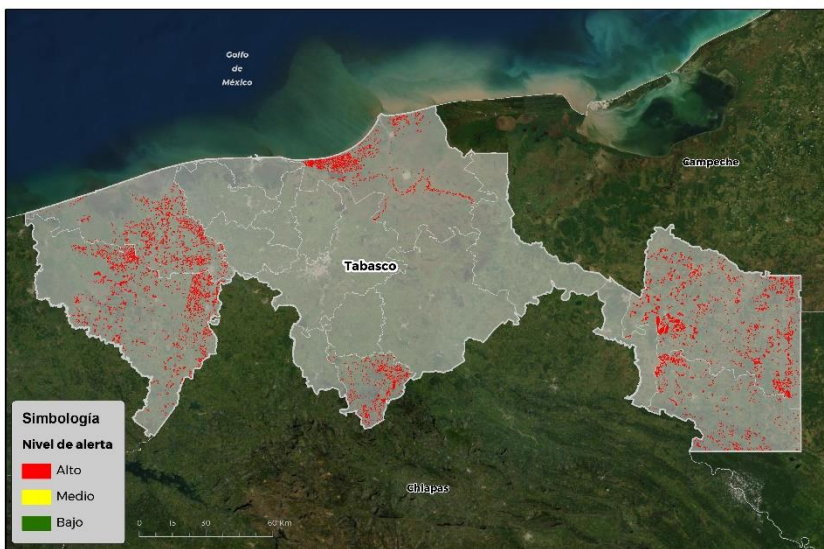 Golfo
de
México
Campeche
Tabasco
Chiapas
Simbología
Nivel de alerta
Alto
Medio
Bajo
0 15 30 60 Km